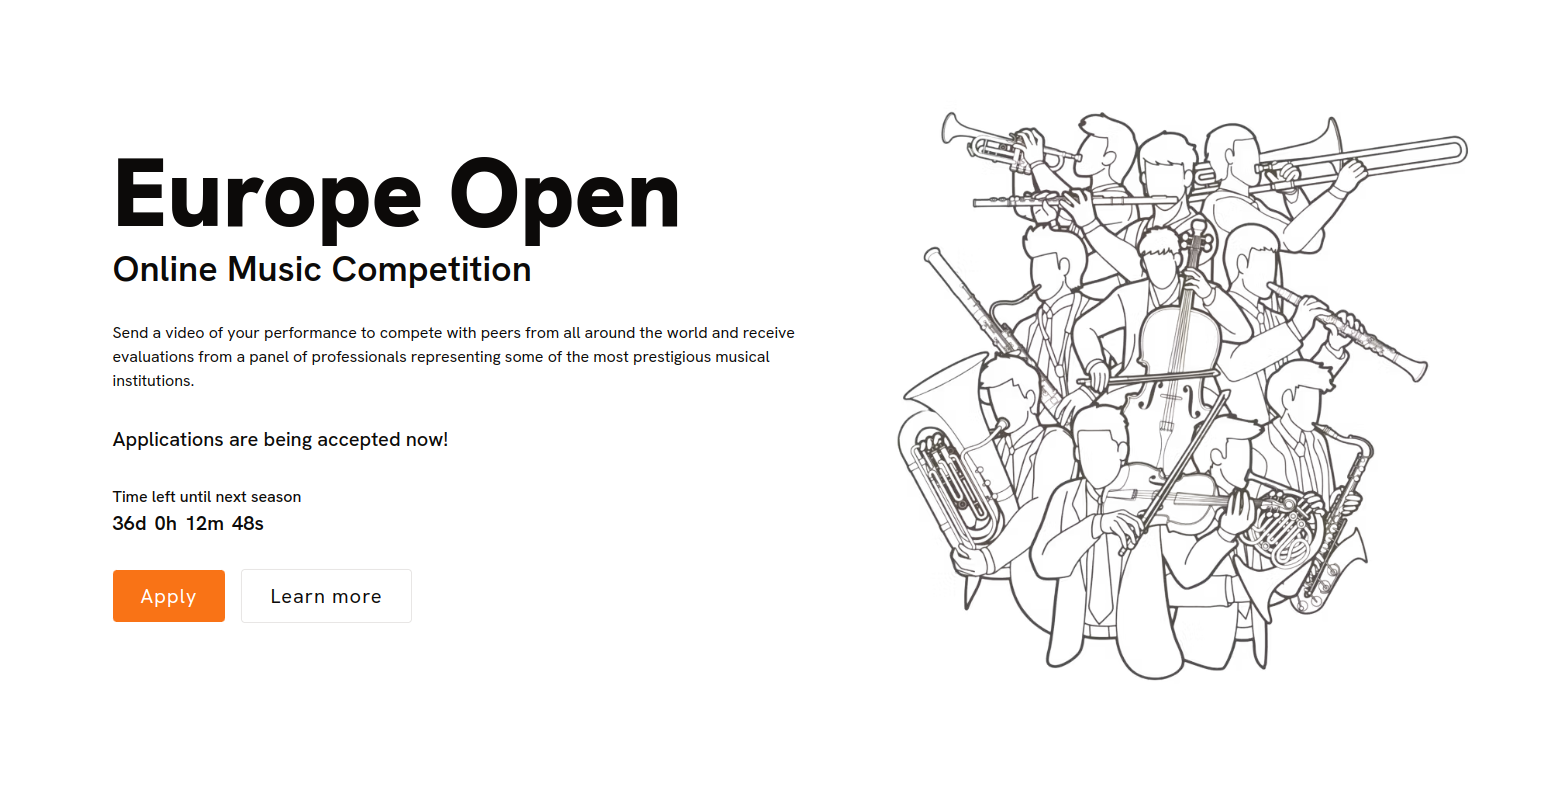 Europe Open
Online Music Competition
Send a video of your performance to compete with peers from all around the world and receive
evaluations from a panel of professionals representing some of the most prestigious musical
institutions.
Applications are being accepted now!
Time left until next season
36d 0h 12m 48s
Apply
Learn more